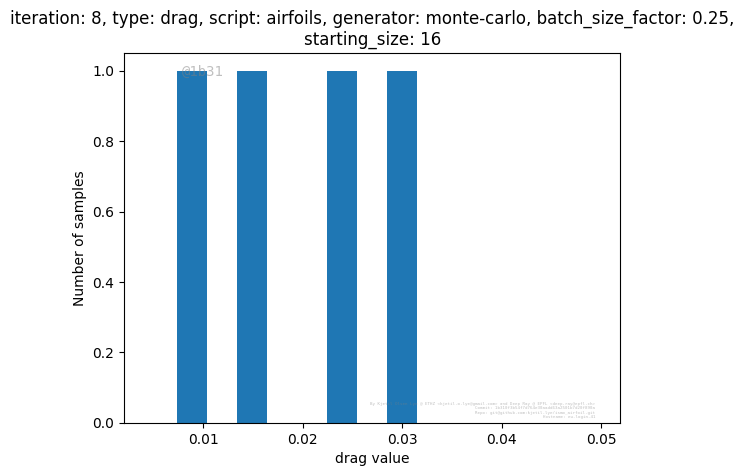 iteration: 8, type: drag, script: airfoils, generator: monte-carlo, batch_size_factor: 0.25,
starting_size: 16
@1b31
1.0
0.8
0.6
0.4
0.2
0.0
Number of samples
0.01
0.02
0.03
0.04
0.05
drag value